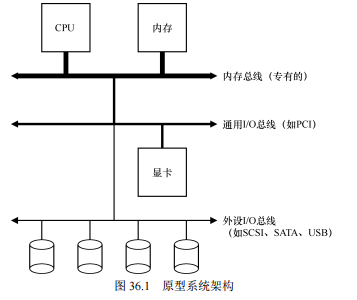 CPU
内存
内存总线（专有的）
通用I/O总线（如PCI）
显卡
外设I/O总线
（如SCSI、SATA、USB）
图 36.1 原型系统架构